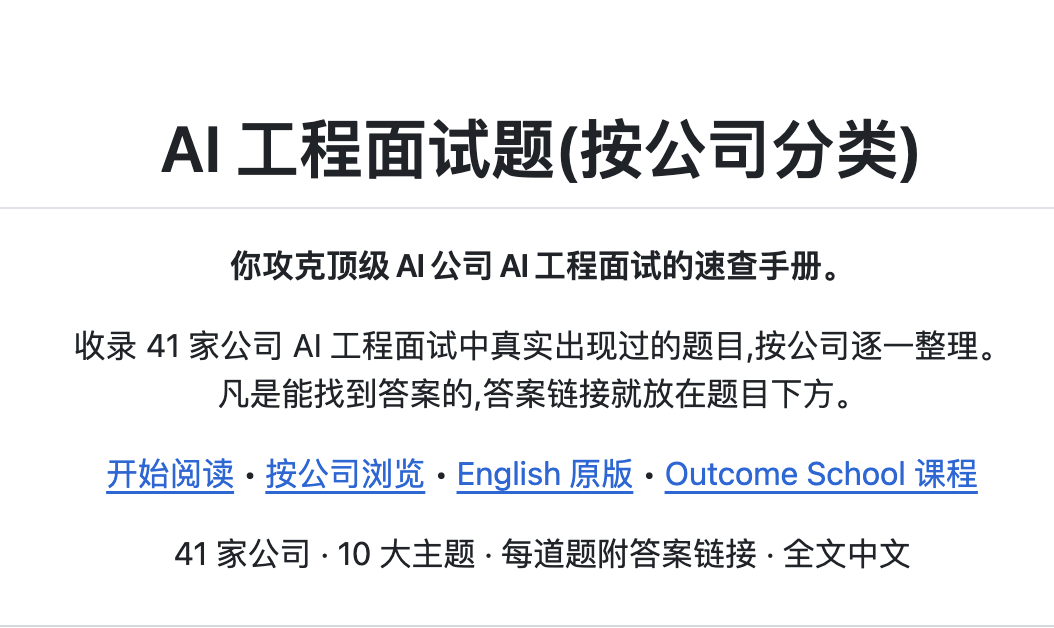 AI 工程面试题(按公司分类)
你攻克顶级 AI 公司 AI 工程面试的速查手册。
收录 41 家公司 AI 工程面试中真实出现过的题目,按公司逐一整理。
凡是能找到答案的,答案链接就放在题目下方。
开始阅读 • 按公司浏览 • English 原版 • Outcome School 课程
41 家公司 · 10 大主题 · 每道题附答案链接 · 全文中文